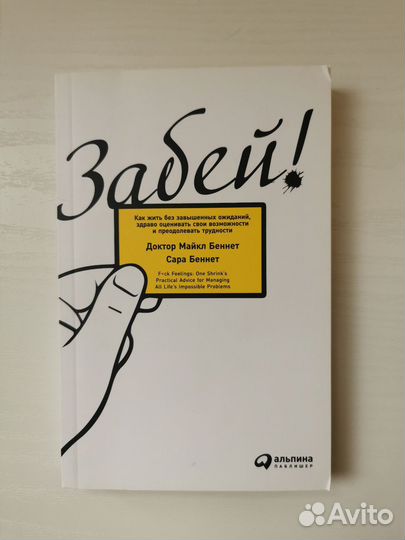 Забей!
Как жить без завышенных ожиданий,
здраво оценивать свои возможности
и преодолевать трудности
Доктор Майкл Беннет
Сара Беннет
F*ck Feelings: One Shrink's
Practical Advice for Managing
All Life's Impossible Problems
альпина
ПАБЛИШЕР
Avito